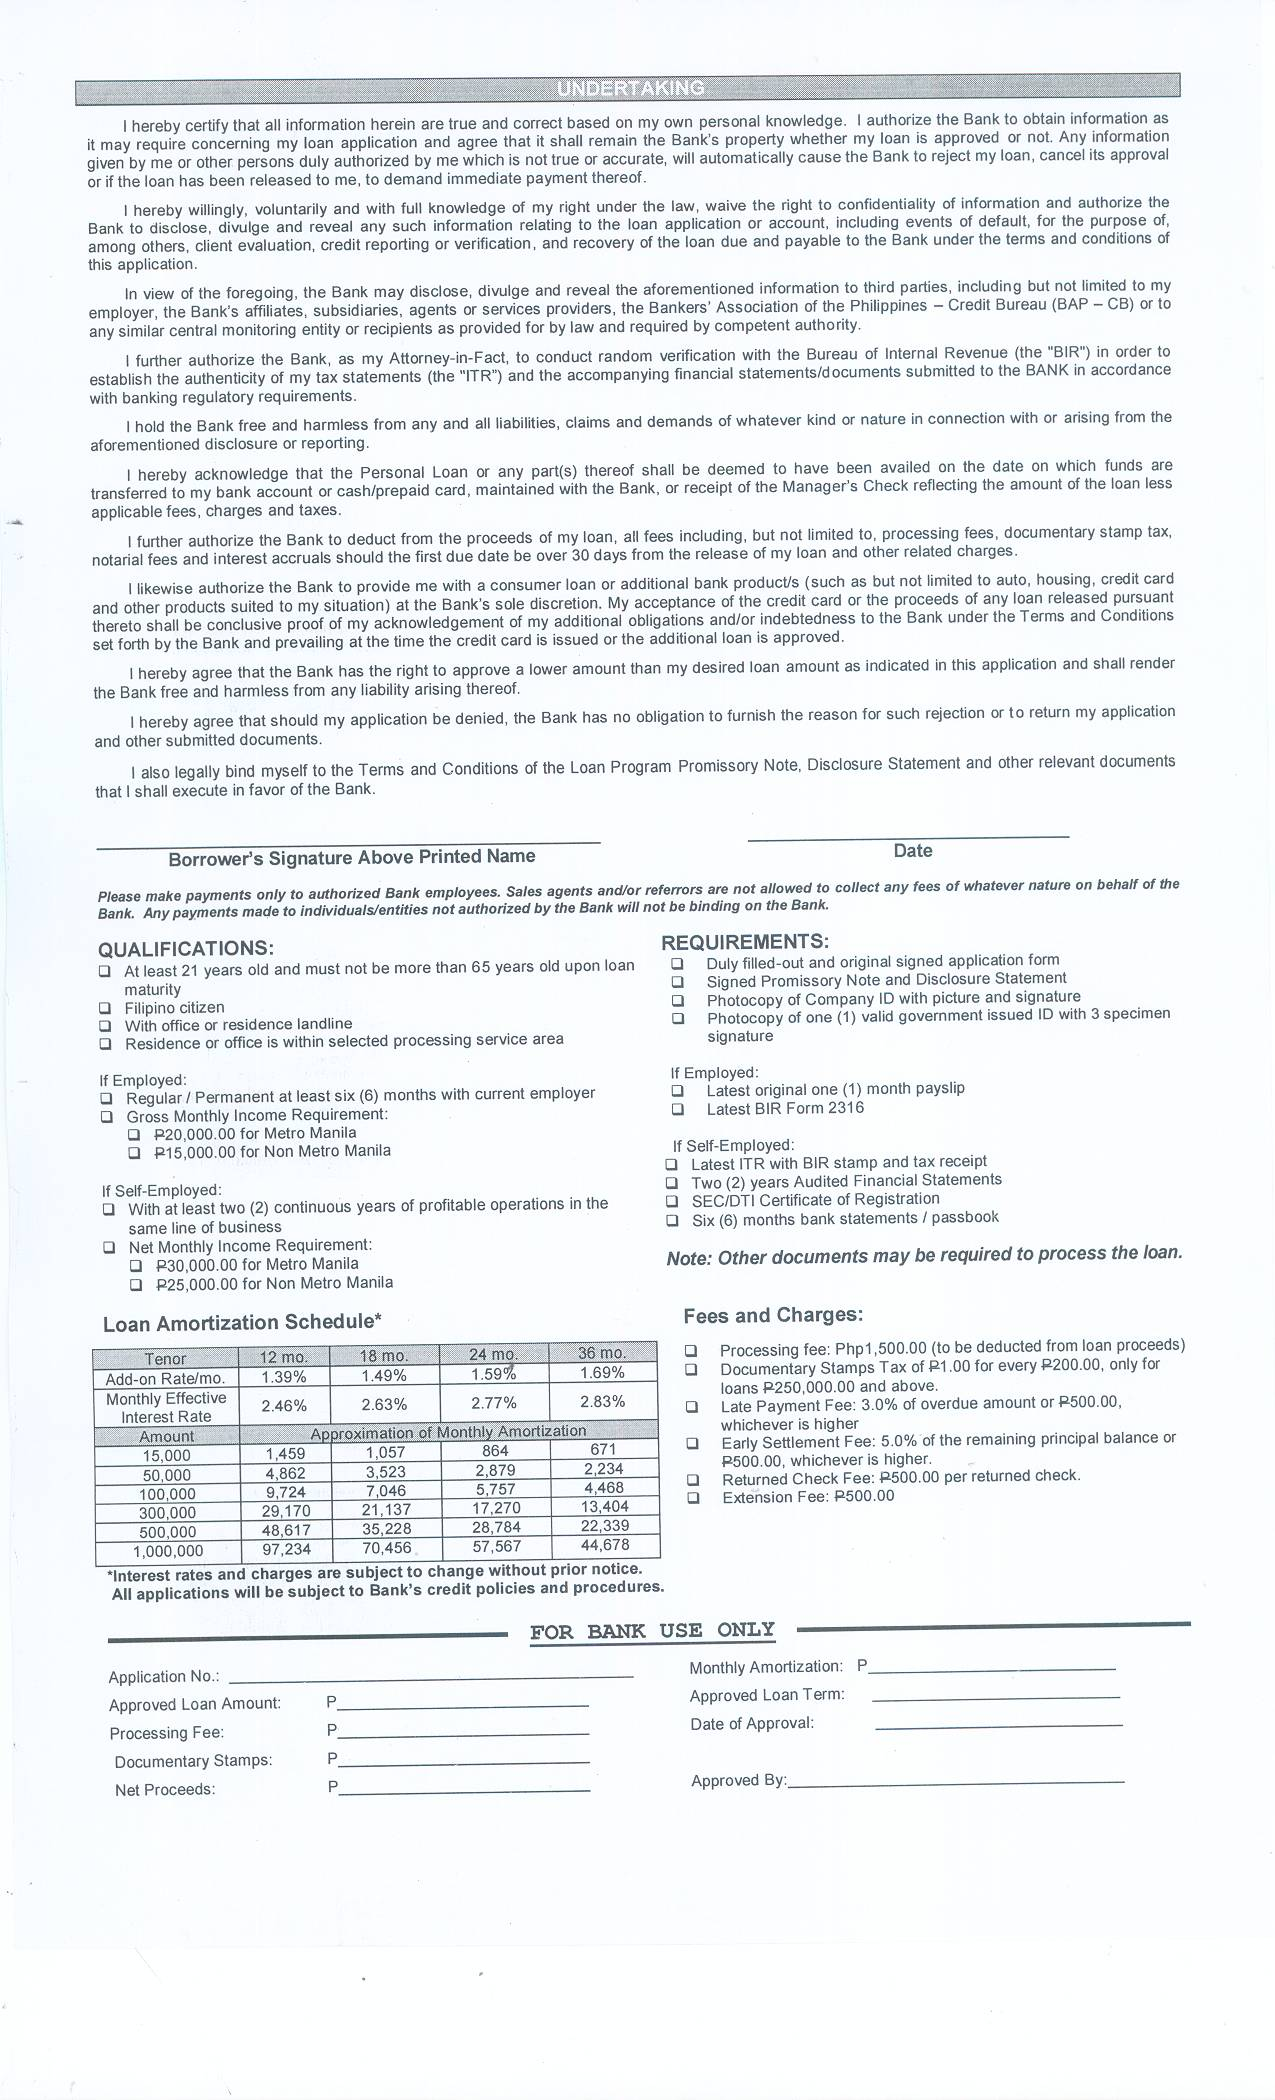 UNDERTAKING
I hereby certify that all information herein are true and correct based on my own personal knowledge. I authorize the Bank to obtain information as
it may require concerning my loan application and agree that it shall remain the Bank's property whether my loan is approved or not. Any information
given by me or other persons duly authorized by me which is not true or accurate, will automatically cause the Bank to reject my loan, cancel its approval
or if the loan has been released to me, to demand immediate payment thereof.
I hereby willingly, voluntarily and with full knowledge of my right under the law, waive the right to confidentiality of information and authorize the
Bank to disclose, divulge and reveal any such information relating to the loan application or account, including events of default, for the purpose of,
among others, client evaluation, credit reporting or verification, and recovery of the loan due and payable to the Bank under the terms and conditions of
this application.
In view of the foregoing, the Bank may disclose, divulge and reveal the aforementioned information to third parties, including but not limited to my
employer, the Bank's affiliates, subsidiaries, agents or services providers, the Bankers' Association of the Philippines – Credit Bureau (BAP – CB) or to
any similar central monitoring entity or recipients as provided for by law and required by competent authority.
I further authorize the Bank, as my Attorney-in-Fact, to conduct random verification with the Bureau of Internal Revenue (the "BIR") in order to
establish the authenticity of my tax statements (the "ITR") and the accompanying financial statements/documents submitted to the BANK in accordance
with banking regulatory requirements.
I hold the Bank free and harmless from any and all liabilities, claims and demands of whatever kind or nature in connection with or arising from the
aforementioned disclosure or reporting.
I hereby acknowledge that the Personal Loan or any part(s) thereof shall be deemed to have been availed on the date on which funds are
transferred to my bank account or cash/prepaid card, maintained with the Bank, or receipt of the Manager's Check reflecting the amount of the loan less
applicable fees, charges and taxes.
I further authorize the Bank to deduct from the proceeds of my loan, all fees including, but not limited to, processing fees, documentary stamp tax,
notarial fees and interest accruals should the first due date be over 30 days from the release of my loan and other related charges.
I likewise authorize the Bank to provide me with a consumer loan or additional bank product/s (such as but not limited to auto, housing, credit card
and other products suited to my situation) at the Bank's sole discretion. My acceptance of the credit card or the proceeds of any loan released pursuant
thereto shall be conclusive proof of my acknowledgement of my additional obligations and/or indebtedness to the Bank under the Terms and Conditions
set forth by the Bank and prevailing at the time the credit card is issued or the additional loan is approved.
I hereby agree that the Bank has the right to approve a lower amount than my desired loan amount as indicated in this application and shall render
the Bank free and harmless from any liability arising thereof.
I hereby agree that should my application be denied, the Bank has no obligation to furnish the reason for such rejection or to return my application
and other submitted documents.
I also legally bind myself to the Terms and Conditions of the Loan Program Promissory Note, Disclosure Statement and other relevant documents
that I shall execute in favor of the Bank.
Borrower's Signature Above Printed Name
Date
Please make payments only to authorized Bank employees. Sales agents and/or referrors are not allowed to collect any fees of whatever nature on behalf of the
Bank. Any payments made to individuals/entities not authorized by the Bank will not be binding on the Bank.
QUALIFICATIONS:
❑ At least 21 years old and must not be more than 65 years old upon loan
maturity
❑ Filipino citizen
❑ With office or residence landline
❑ Residence or office is within selected processing service area
If Employed:
❑ Regular / Permanent at least six (6) months with current employer
❑ Gross Monthly Income Requirement:
❑ ₱20,000.00 for Metro Manila
❑ ₱15,000.00 for Non Metro Manila
If Self-Employed:
❑ With at least two (2) continuous years of profitable operations in the
same line of business
❑ Net Monthly Income Requirement:
❑ ₱30,000.00 for Metro Manila
❑ ₱25,000.00 for Non Metro Manila
REQUIREMENTS:
❑ Duly filled-out and original signed application form
❑ Signed Promissory Note and Disclosure Statement
❑ Photocopy of Company ID with picture and signature
❑ Photocopy of one (1) valid government issued ID with 3 specimen
signature
If Employed:
❑ Latest original one (1) month payslip
❑ Latest BIR Form 2316
If Self-Employed:
❑ Latest ITR with BIR stamp and tax receipt
❑ Two (2) years Audited Financial Statements
❑ SEC/DTI Certificate of Registration
❑ Six (6) months bank statements / passbook
Note: Other documents may be required to process the loan.
Loan Amortization Schedule*
Tenor 12 mo. 18 mo. 24 mo. 36 mo.
Add-on Rate/mo. 1.39% 1.49% 1.59% 1.69%
Monthly Effective
Interest Rate 2.46% 2.63% 2.77% 2.83%
Amount Approximation of Monthly Amortization
15,000 1,459 1,057 864 671
50,000 4,862 3,523 2,879 2,234
100,000 9,724 7,046 5,757 4,468
300,000 29,170 21,137 17,270 13,404
500,000 48,617 35,228 28,784 22,339
1,000,000 97,234 70,456 57,567 44,678
*Interest rates and charges are subject to change without prior notice.
All applications will be subject to Bank's credit policies and procedures.
Fees and Charges:
❑ Processing fee: Php1,500.00 (to be deducted from loan proceeds)
❑ Documentary Stamps Tax of ₱1.00 for every ₱200.00, only for
loans ₱250,000.00 and above.
❑ Late Payment Fee: 3.0% of overdue amount or ₱500.00,
whichever is higher
❑ Early Settlement Fee: 5.0% of the remaining principal balance or
₱500.00, whichever is higher.
❑ Returned Check Fee: ₱500.00 per returned check.
❑ Extension Fee: ₱500.00
FOR BANK USE ONLY
Application No.:
Approved Loan Amount: P
Processing Fee: P
Documentary Stamps: P
Net Proceeds: P
Monthly Amortization: P
Approved Loan Term:
Date of Approval:
Approved By: